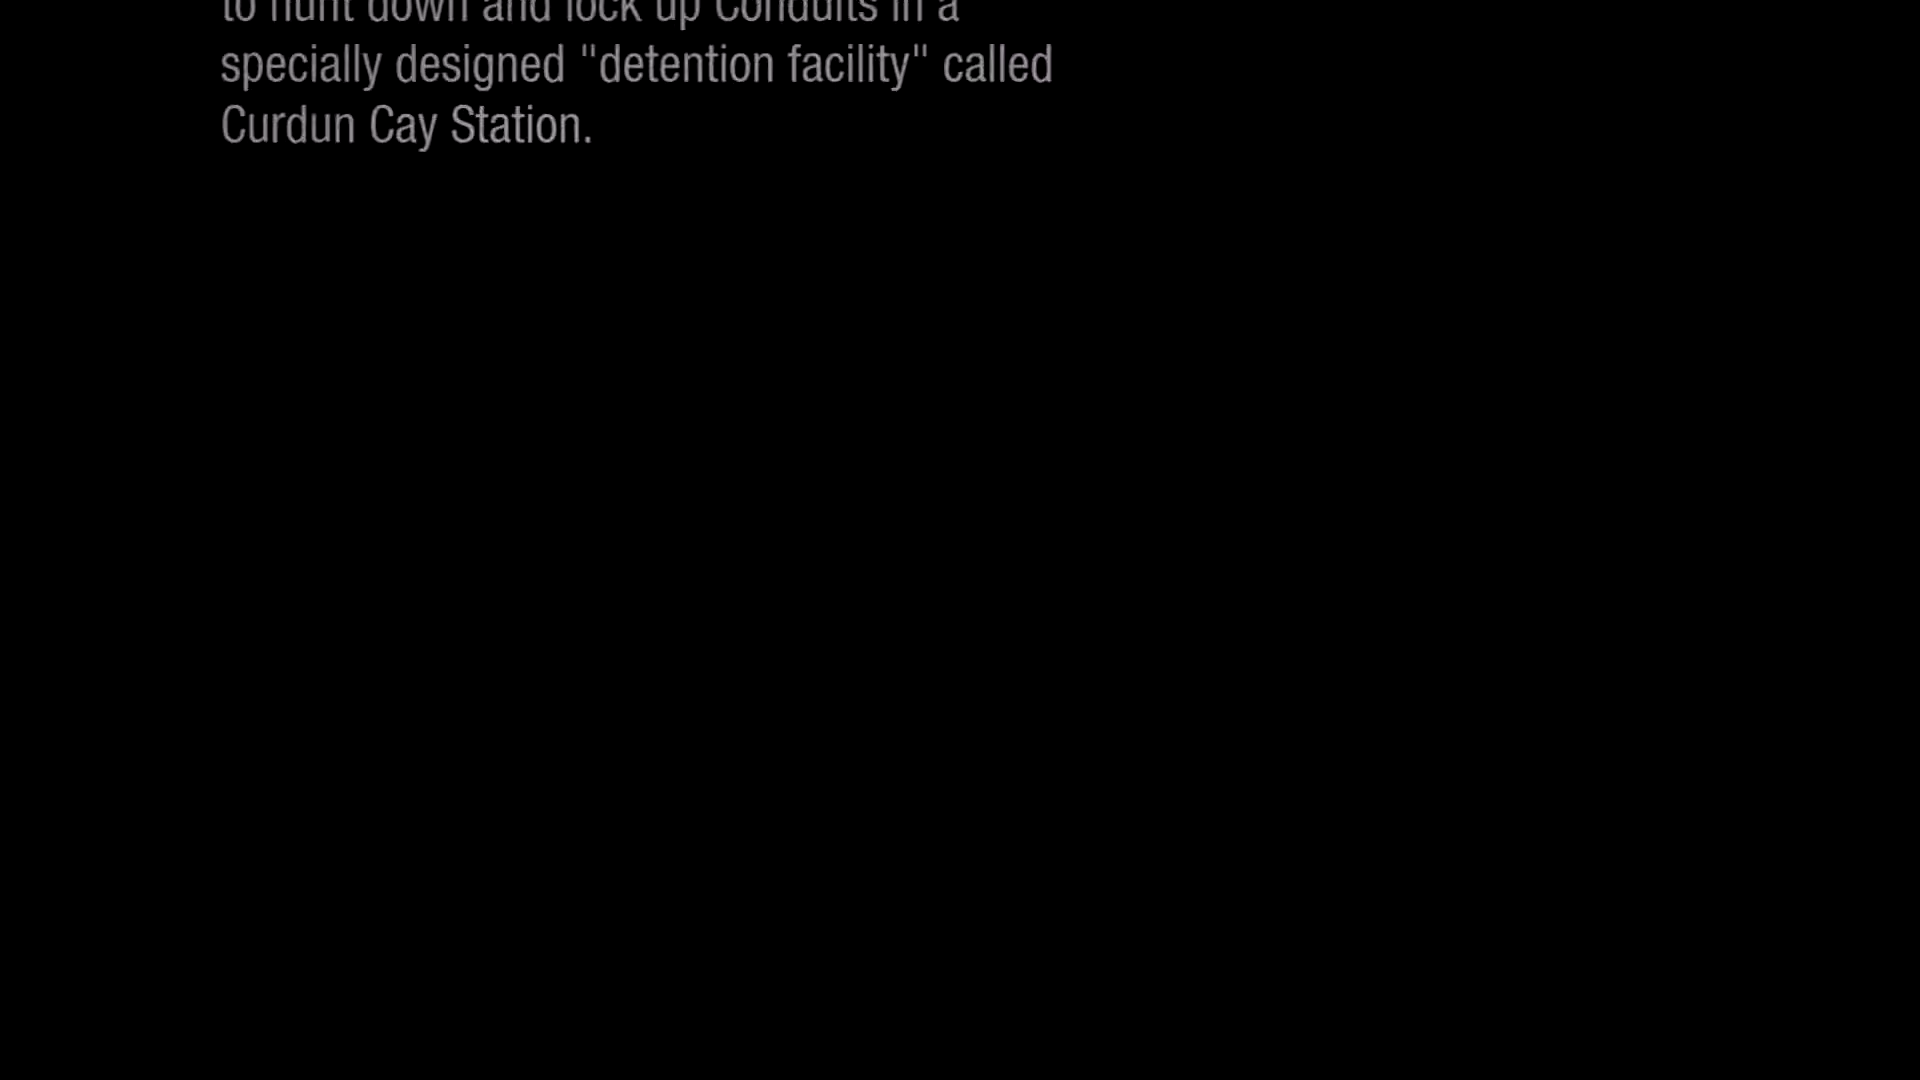 to hunt down and lock up Conduits in a
specially designed "detention facility" called
Curdun Cay Station.